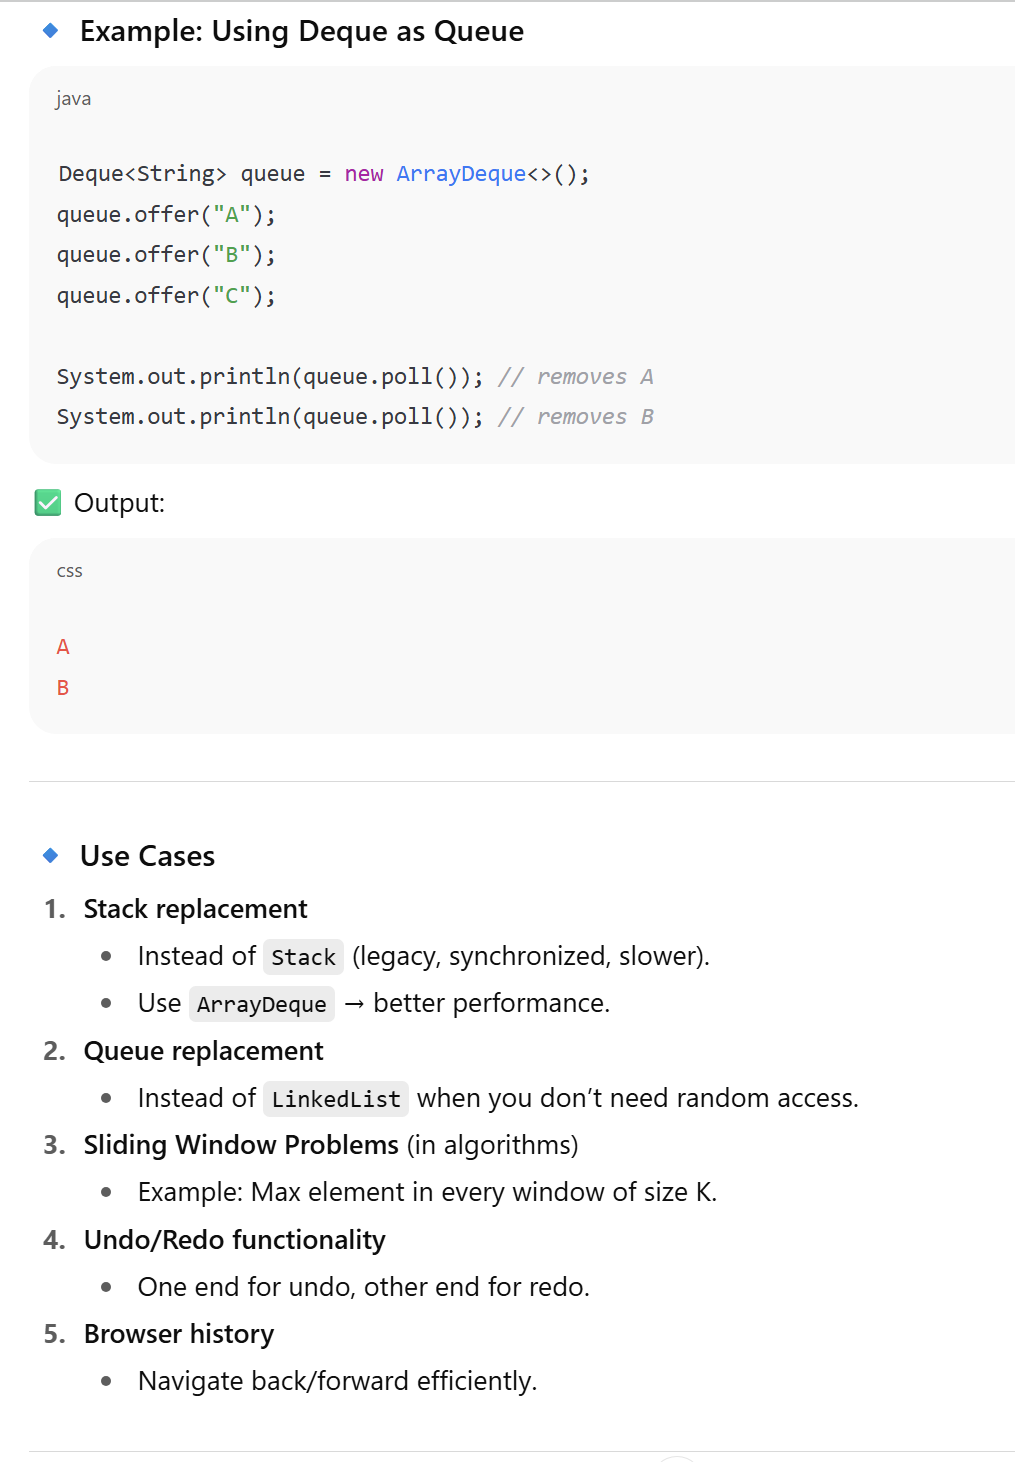 🔹 Example: Using Deque as Queue
java
Deque<String> queue = new ArrayDeque<>();
queue.offer("A");
queue.offer("B");
queue.offer("C");
System.out.println(queue.poll()); // removes A
System.out.println(queue.poll()); // removes B
✅ Output:
css
A
B
🔹 Use Cases
1. Stack replacement
• Instead of Stack (legacy, synchronized, slower).
• Use ArrayDeque → better performance.
2. Queue replacement
• Instead of LinkedList when you don’t need random access.
3. Sliding Window Problems (in algorithms)
• Example: Max element in every window of size K.
4. Undo/Redo functionality
• One end for undo, other end for redo.
5. Browser history
• Navigate back/forward efficiently.